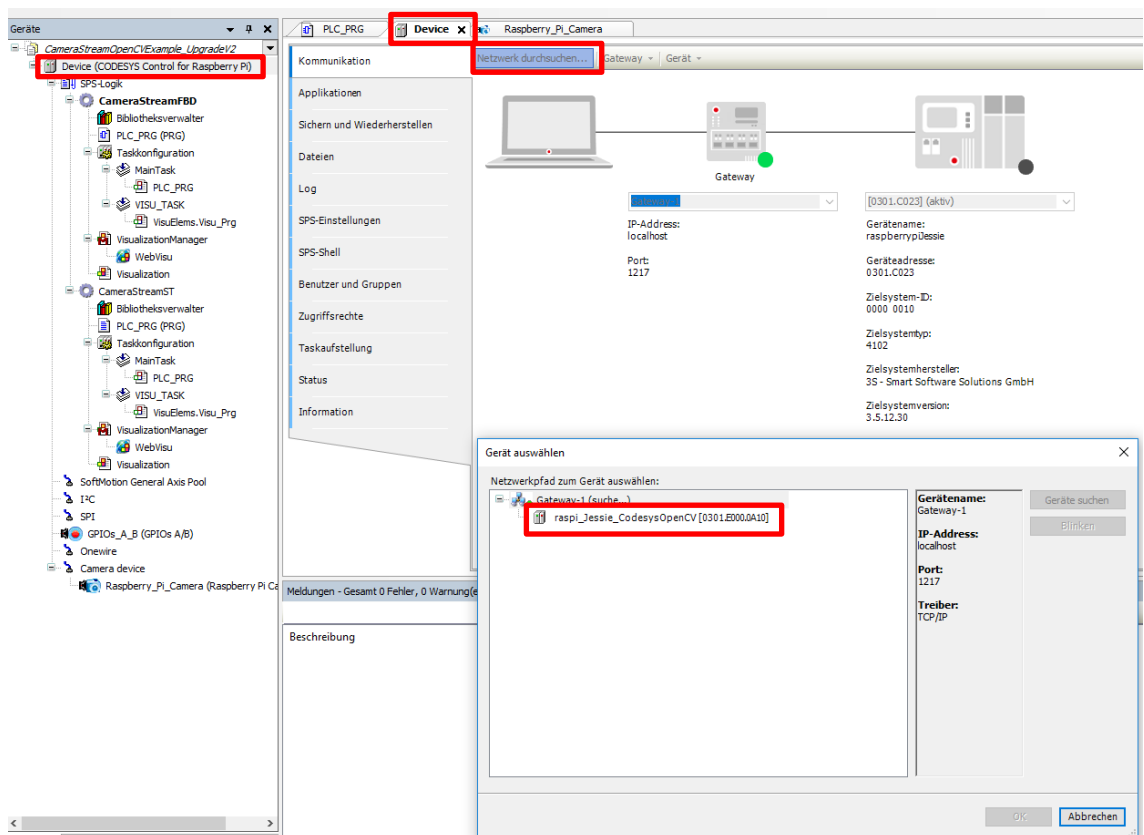 Geräte
CameraStreamOpenCVExample_UpgradeV2
Device (CODESYS Control for Raspberry Pi)
SPS-Logik
CameraStreamFBD
Bibliotheksverwalter
PLC_PRG (PRG)
Taskkonfiguration
MainTask
PLC_PRG
VISU_TASK
VisuElems.Visu_Prg
VisualizationManager
WebVisu
Visualization
CameraStreamST
Bibliotheksverwalter
PLC_PRG (PRG)
Taskkonfiguration
MainTask
PLC_PRG
VISU_TASK
VisuElems.Visu_Prg
VisualizationManager
WebVisu
Visualization
SoftMotion General Axis Pool
I²C
SPI
GPIOs_A_B (GPIOs A/B)
Onewire
Camera device
Raspberry_Pi_Camera (Raspberry Pi Ca
PLC_PRG
Device
Raspberry_Pi_Camera
Kommunikation
Applikationen
Sichern und Wiederherstellen
Dateien
Log
SPS-Einstellungen
SPS-Shell
Benutzer und Gruppen
Zugriffsrechte
Taskaufstellung
Status
Information
Netzwerk durchsuchen...
Gateway
Gerät
Gateway
Gateway-1
IP-Address:
localhost
Port:
1217
[0301.C023] (aktiv)
Gerätename:
raspberrypiJessie
Geräteadresse:
0301.C023
Zielsystem-ID:
0000 0010
Zielsystemtyp:
4102
Zielsystemhersteller:
3S - Smart Software Solutions GmbH
Zielsystemversion:
3.5.12.30
Meldungen - Gesamt 0 Fehler, 0 Warnung(e
Beschreibung
Gerät auswählen
Netzwerkpfad zum Gerät auswählen:
Gateway-1 (suche...)
raspi_Jessie_CodesysOpenCV [0301.E000.0A10]
Gerätename:
Gateway-1
IP-Address:
localhost
Port:
1217
Treiber:
TCP/IP
Geräte suchen
Blinken
OK
Abbrechen